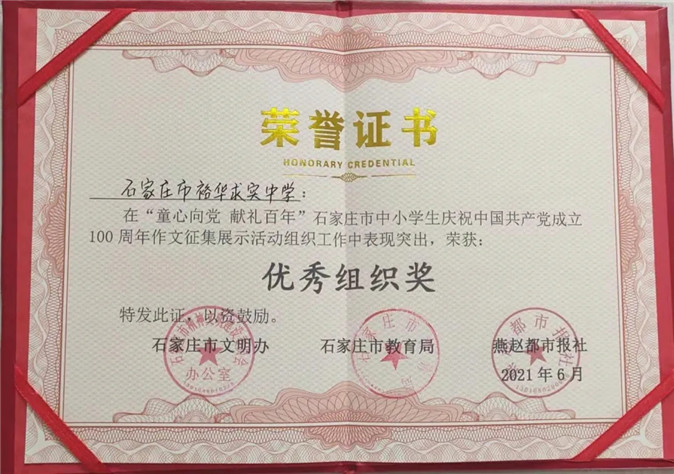 荣誉证书
HONORARY CREDENTIAL
石家庄市裕华求实中学：
在“童心向党 献礼百年”石家庄市中小学生庆祝中国共产党成立
100周年作文征集展示活动组织工作中表现突出，荣获：
优秀组织奖
特发此证，以资鼓励。
石家庄市文明办 石家庄市教育局 燕赵都市报社
办公室
2021年6月